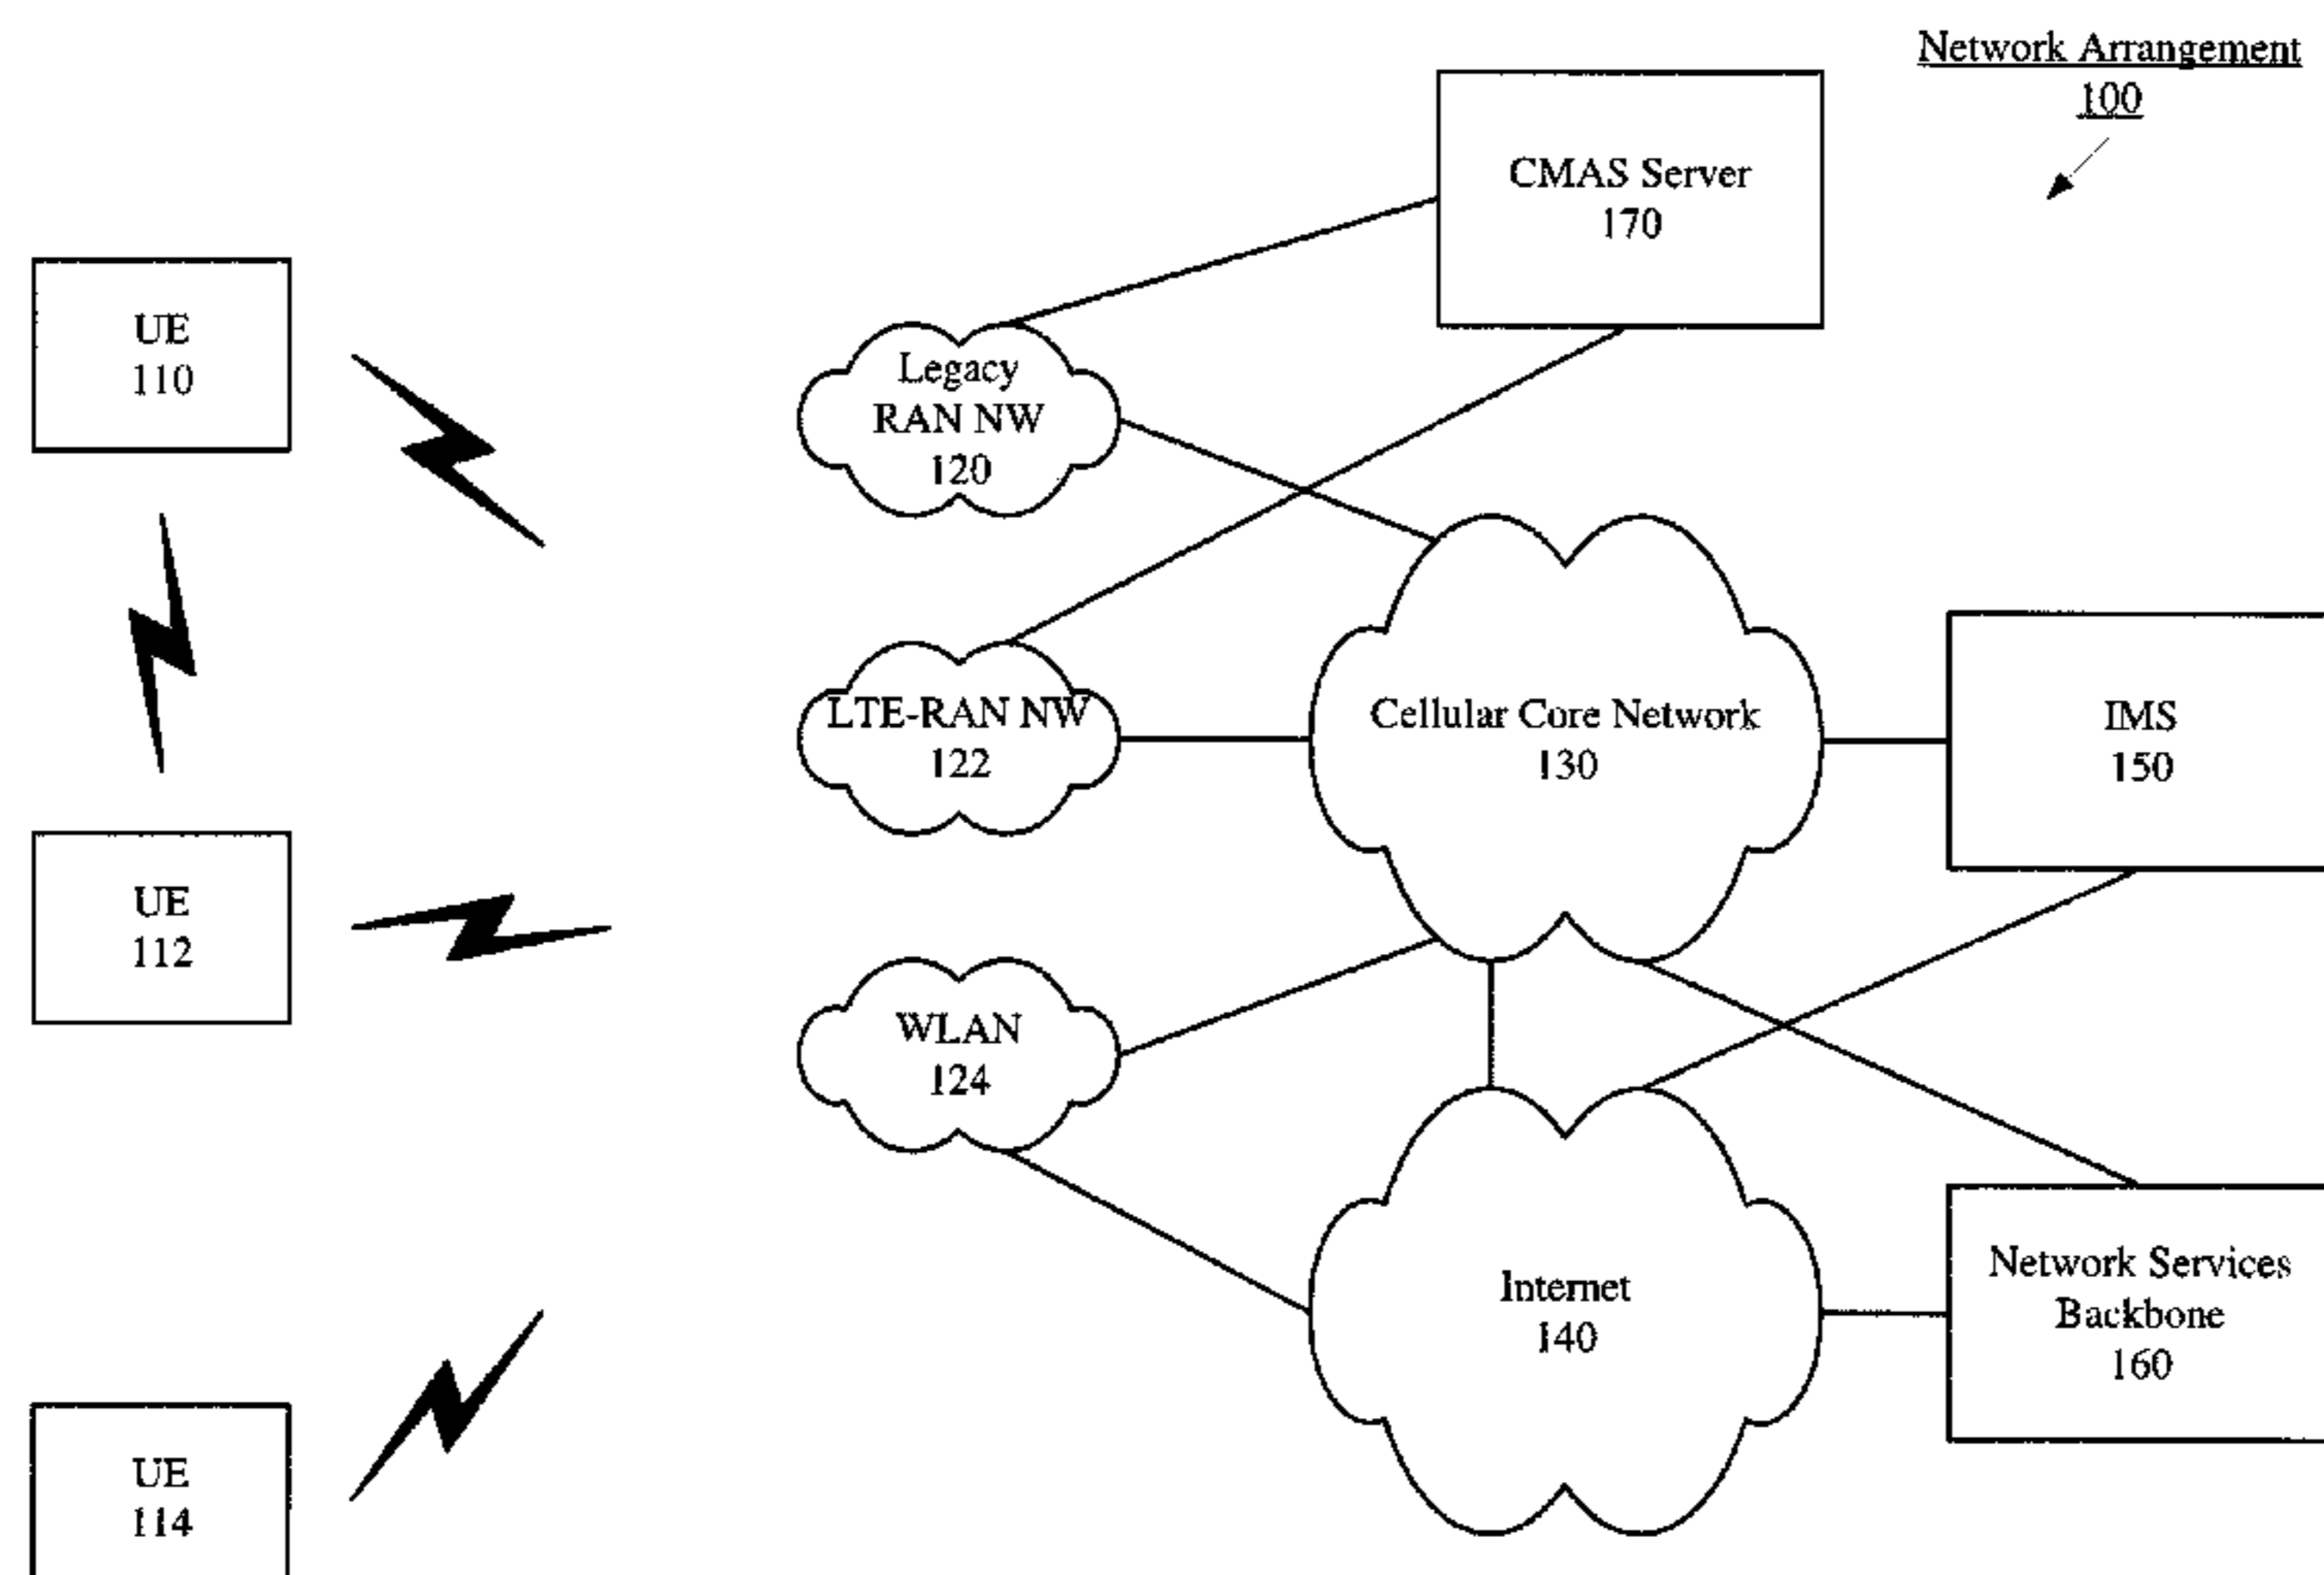 Network Arrangement
100
CMAS Server
170
UE
110
Legacy
RAN NW
120
LTE-RAN NW
122
Cellular Core Network
130
IMS
150
UE
112
WLAN
124
Internet
140
Network Services
Backbone
160
UE
114